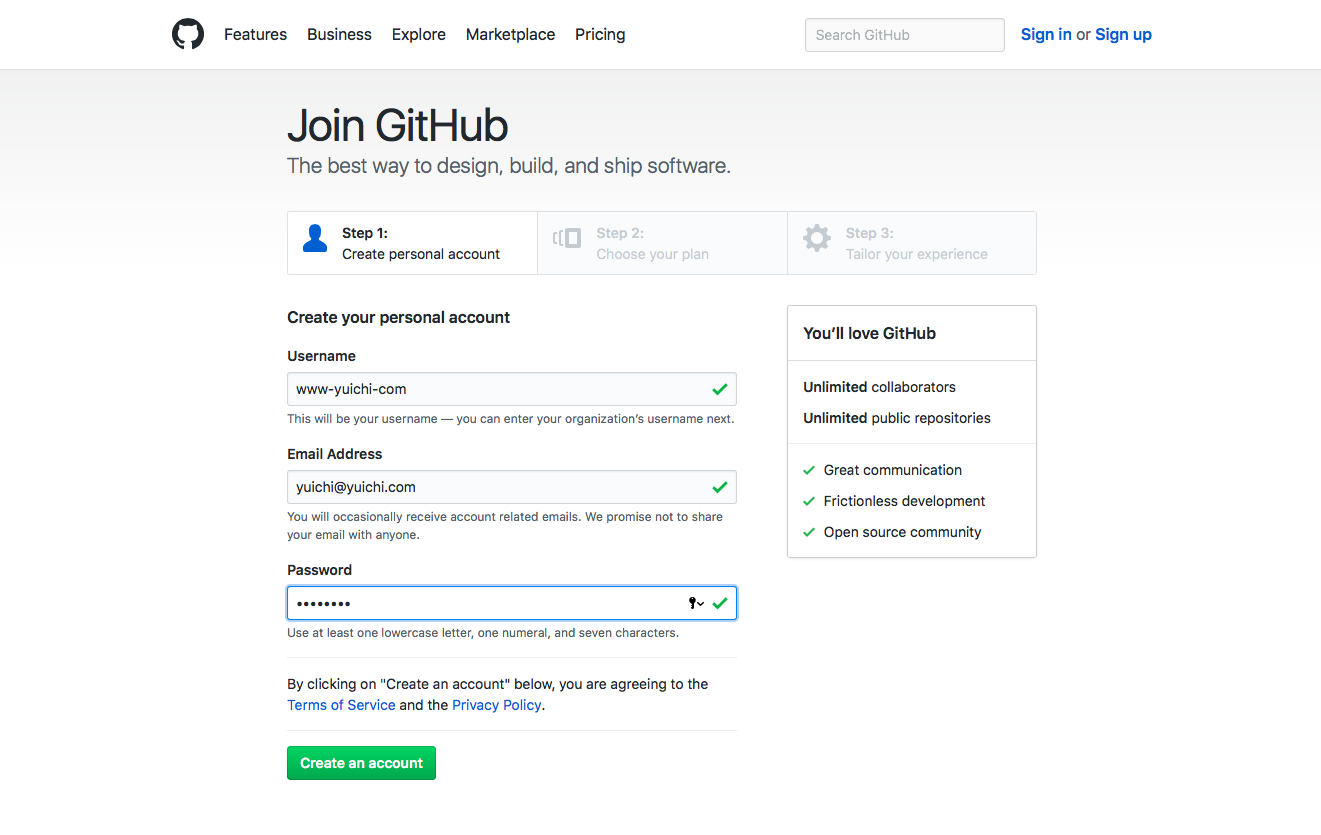 Features Business Explore Marketplace Pricing Search GitHub Sign in or Sign up
Join GitHub
The best way to design, build, and ship software.
Step 1:
Create personal account
Step 2:
Choose your plan
Step 3:
Tailor your experience
Create your personal account
Username
www-yuichi-com
This will be your username — you can enter your organization’s username next.
Email Address
yuichi@yuichi.com
You will occasionally receive account related emails. We promise not to share
your email with anyone.
Password
••••••••
Use at least one lowercase letter, one numeral, and seven characters.
By clicking on "Create an account" below, you are agreeing to the
Terms of Service and the Privacy Policy.
Create an account
You’ll love GitHub
Unlimited collaborators
Unlimited public repositories
Great communication
Frictionless development
Open source community